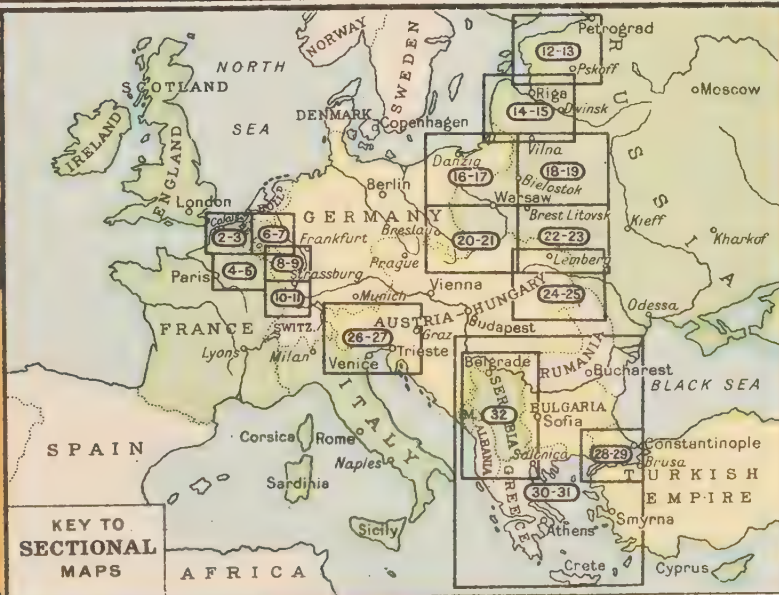 Petrograd
NORWAY
SWEDEN
RUSSIA
12-13
Pskoff
NORTH
SEA
SCOTLAND
Moscow
Riga
14-15
Dwinsk
DENMARK
Copenhagen
IRELAND
ENGLAND
Vilna
Danzig
16-17
18-19
Bielostok
Berlin
London
HOLLD
Warsaw
GERMANY
Brest Litovsk
Calais
2-3
6-7
Frankfurt
Breslau
20-21
22-23
Kieff
Kharkof
8-9
Prague
Lemberg
Paris
4-5
Strassburg
10-11
Munich
Vienna
24-25
Odessa
FRANCE
SWITZ.
AUSTRIA-HUNGARY
Graz
Budapest
26-27
Lyons
Milan
Venice
Trieste
RUMANIA
Belgrade
Bucharest
BLACK SEA
ITALY
SERBIA
32
M.
BULGARIA
Sofia
SPAIN
Corsica
Rome
ALBANIA
Constantinople
Salonica
28-29
Brusa
Naples
GREECE
TURKISH
EMPIRE
Sardinia
30-31
Smyrna
Athens
KEY TO
SECTIONAL
MAPS
Sicily
AFRICA
Crete
Cyprus